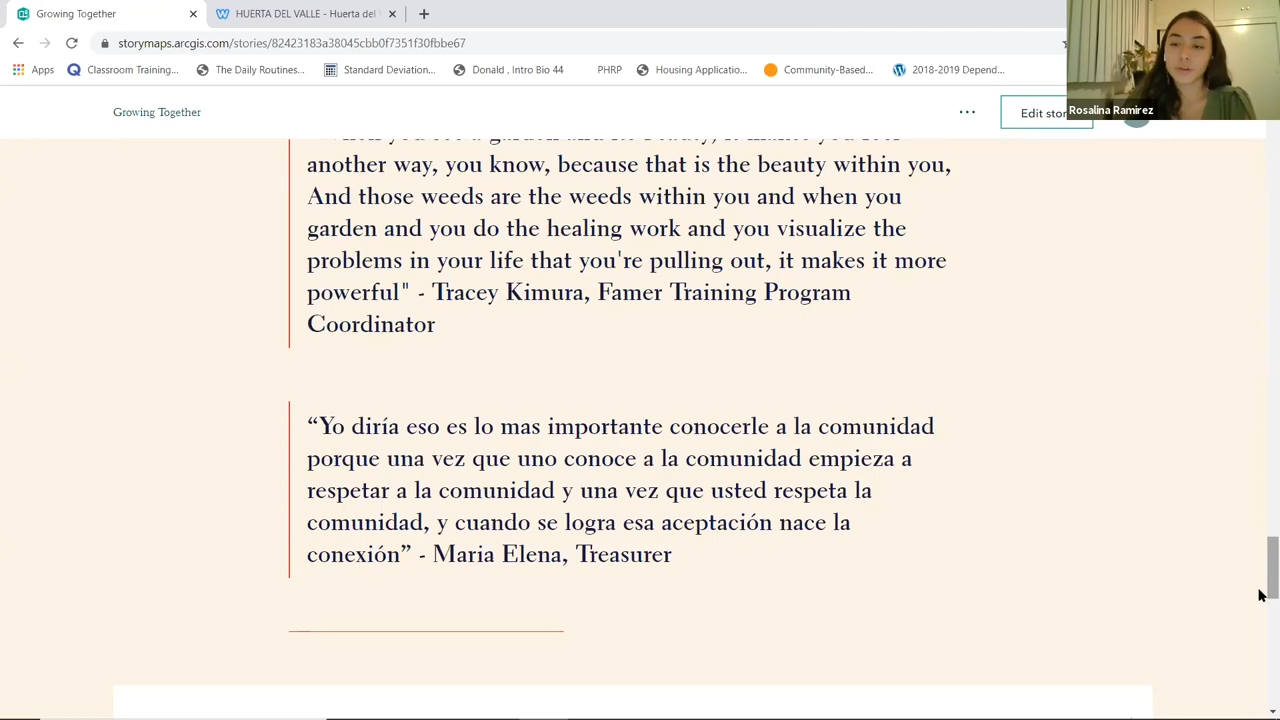 Growing Together
HUERTA DEL VALLE - Huerta del
storymaps.arcgis.com/stories/82423183a38045cbb0f7351f30fbbe67
Apps
Classroom Training...
The Daily Routines...
Standard Deviation...
Donald , Intro Bio 44
PHRP
Housing Applicatio...
Community-Based...
2018-2019 Depend...
Rosalina Ramirez
Growing Together
Edit stor
another way, you know, because that is the beauty within you,
And those weeds are the weeds within you and when you
garden and you do the healing work and you visualize the
problems in your life that you're pulling out, it makes it more
powerful" - Tracey Kimura, Famer Training Program
Coordinator
“Yo diría eso es lo mas importante conocerle a la comunidad
porque una vez que uno conoce a la comunidad empieza a
respetar a la comunidad y una vez que usted respeta la
comunidad, y cuando se logra esa aceptación nace la
conexión” - Maria Elena, Treasurer